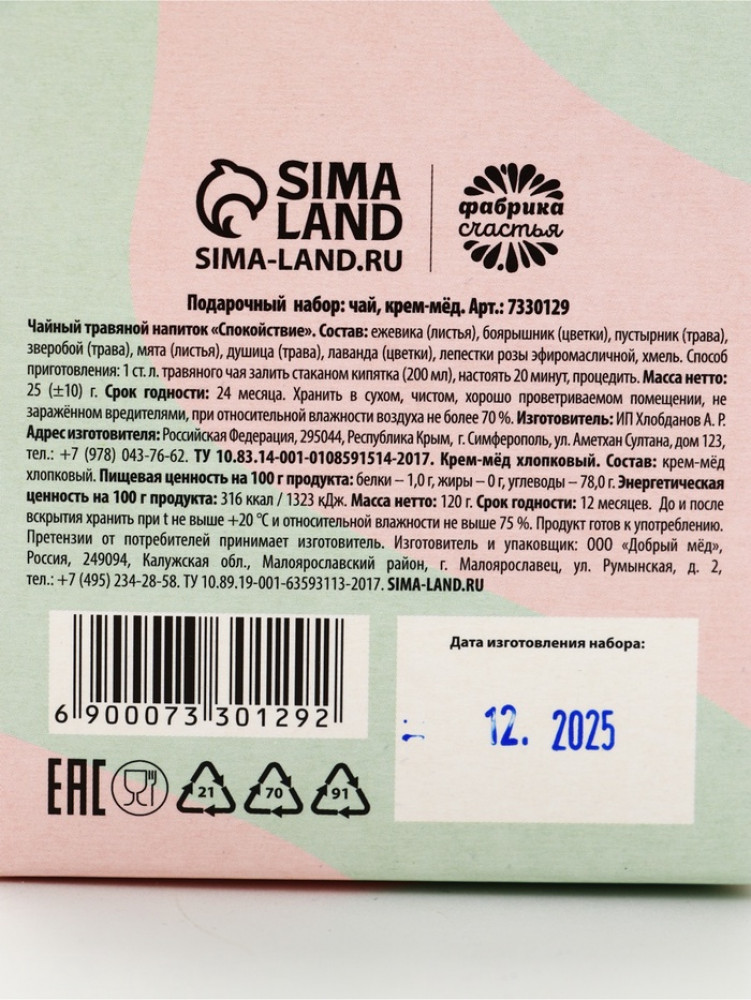 SIMA
LAND
SIMA-LAND.RU
фабрика
счастья
Подарочный набор: чай, крем-мёд. Арт.: 7330129
Чайный травяной напиток «Спокойствие». Состав: ежевика (листья), боярышник (цветки), пустырник (трава),
зверобой (трава), мята (листья), душица (трава), лаванда (цветки), лепестки розы эфиромасличной, хмель. Способ
приготовления: 1 ст. л. травяного чая залить стаканом кипятка (200 мл), настоять 20 минут, процедить. Масса нетто:
25 (±10) г. Срок годности: 24 месяца. Хранить в сухом, чистом, хорошо проветриваемом помещении, не
заражённом вредителями, при относительной влажности воздуха не более 70 %. Изготовитель: ИП Хлобданов А. Р.
Адрес изготовителя: Российская Федерация, 295044, Республика Крым, г. Симферополь, ул. Аметхан Султана, дом 123,
тел.: +7 (978) 043-76-62. ТУ 10.83.14-001-0108591514-2017. Крем-мёд хлопковый. Состав: крем-мёд
хлопковый. Пищевая ценность на 100 г продукта: белки – 1,0 г, жиры – 0 г, углеводы – 78,0 г. Энергетическая
ценность на 100 г продукта: 316 ккал / 1323 кДж. Масса нетто: 120 г. Срок годности: 12 месяцев. До и после
вскрытия хранить при t не выше +20 °C и относительной влажности не выше 75 %. Продукт готов к употреблению.
Претензии от потребителей принимает изготовитель. Изготовитель и упаковщик: ООО «Добрый мёд»,
Россия, 249094, Калужская обл., Малоярославский район, г. Малоярославец, ул. Румынская, д. 2,
тел.: +7 (495) 234-28-58. ТУ 10.89.19-001-63593113-2017. SIMA-LAND.RU
6 900073 301292
Дата изготовления набора:
12. 2025
EAC
21
70
91